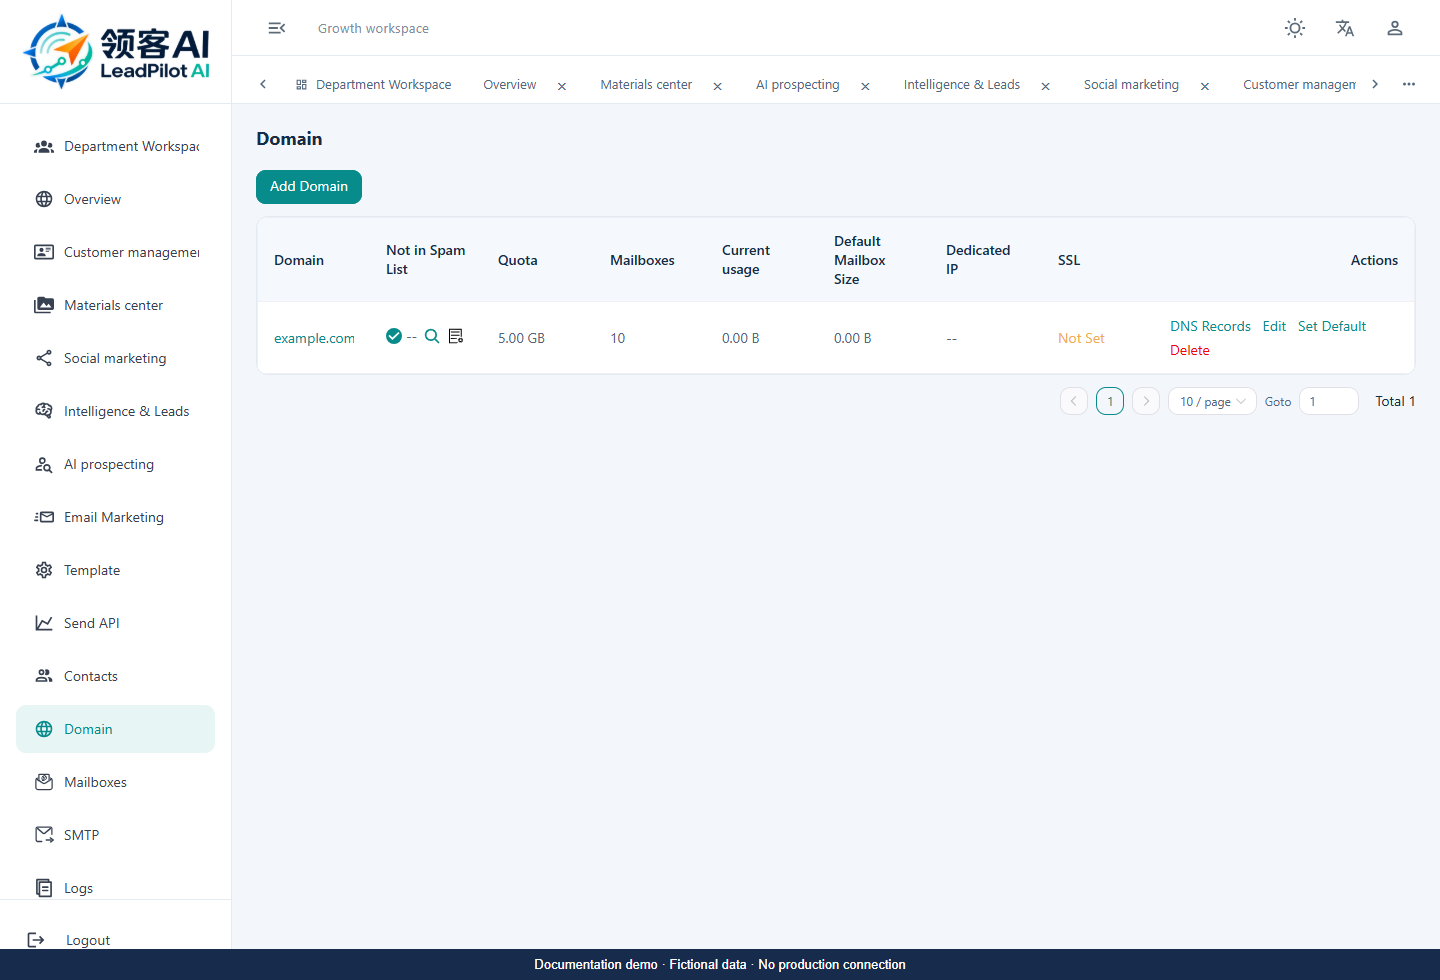 领客AI
LeadPilot AI
Growth workspace
Department Workspace
Overview
Materials center
AI prospecting
Intelligence & Leads
Social marketing
Customer managem
Department Workspac
Overview
Customer managemen
Materials center
Social marketing
Intelligence & Leads
AI prospecting
Email Marketing
Template
Send API
Contacts
Domain
Mailboxes
SMTP
Logs
Logout
Domain
Add Domain
Domain
Not in Spam
List
Quota
Mailboxes
Current
usage
Default
Mailbox
Size
Dedicated
IP
SSL
Actions
example.com
--
5.00 GB
10
0.00 B
0.00 B
--
Not Set
DNS Records Edit Set Default
Delete
1
10 / page
Goto
1
Total 1
Documentation demo · Fictional data · No production connection